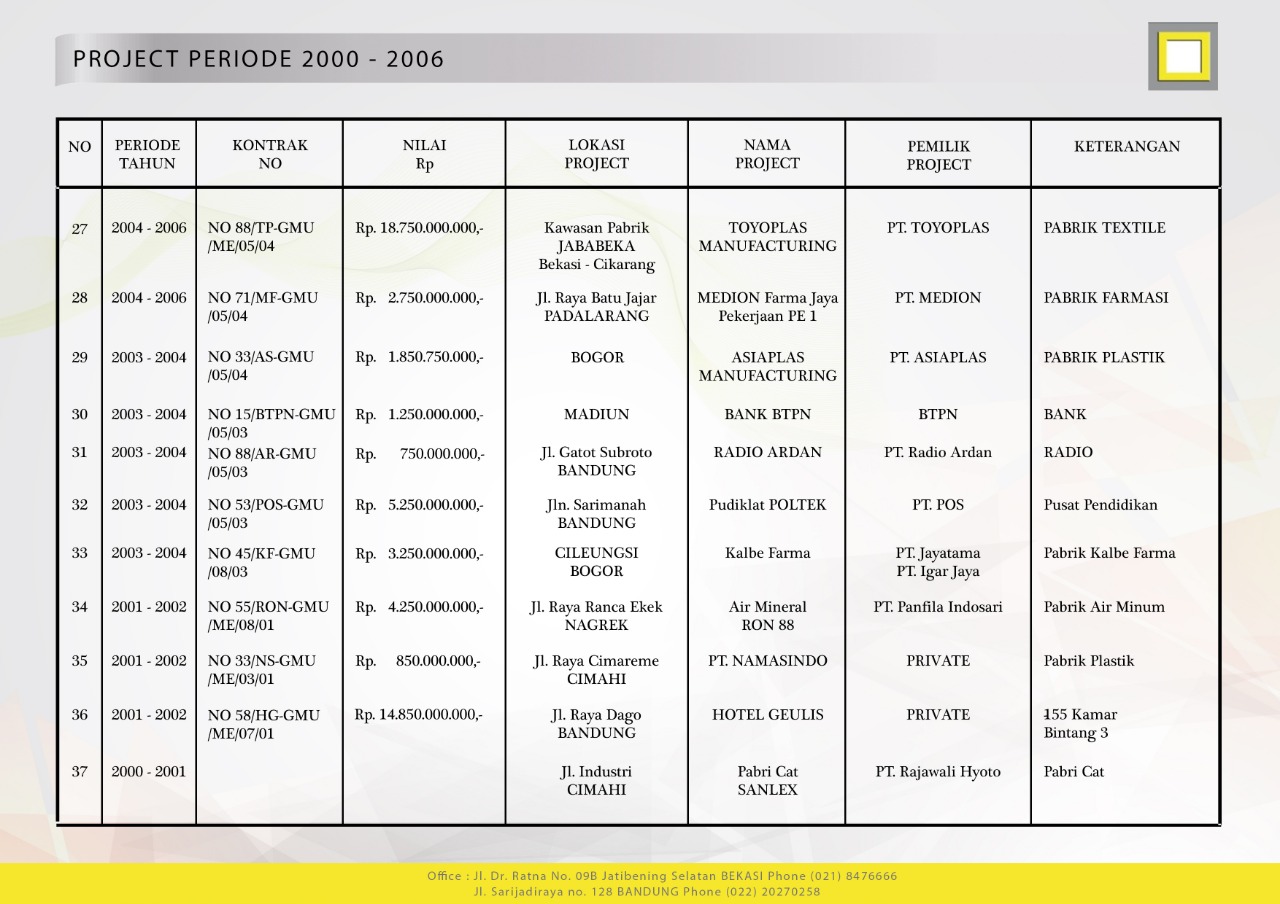 PROJECT PERIODE 2000 - 2006
NO PERIODE TAHUN KONTRAK NO NILAI Rp LOKASI PROJECT NAMA PROJECT PEMILIK PROJECT KETERANGAN
27 2004 - 2006 NO 88/TP-GMU Rp. 18.750.000.000,- Kawasan Pabrik TOYOPLAS PT. TOYOPLAS PABRIK TEXTILE
/ME/05/04 JABABEKA MANUFACTURING
Bekasi - Cikarang
28 2004 - 2006 NO 71/MF-GMU Rp. 2.750.000.000,- Jl. Raya Batu Jajar MEDION Farma Jaya PT. MEDION PABRIK FARMASI
/05/04 PADALARANG Pekerjaan PE 1
29 2003 - 2004 NO 33/AS-GMU Rp. 1.850.750.000,- BOGOR ASIAPLAS PT. ASIAPLAS PABRIK PLASTIK
/05/04 MANUFACTURING
30 2003 - 2004 NO 15/BTPN-GMU Rp. 1.250.000.000,- MADIUN BANK BTPN BTPN BANK
/05/03
31 2003 - 2004 NO 88/AR-GMU Rp. 750.000.000,- Jl. Gatot Subroto RADIO ARDAN PT. Radio Ardan RADIO
/05/03 BANDUNG
32 2003 - 2004 NO 53/POS-GMU Rp. 5.250.000.000,- Jln. Sarimanah Pudiklat POLTEK PT. POS Pusat Pendidikan
/05/03 BANDUNG
33 2003 - 2004 NO 45/KF-GMU Rp. 3.250.000.000,- CILEUNGSI Kalbe Farma PT. Jayatama Pabrik Kalbe Farma
/08/03 BOGOR PT. Igar Jaya
34 2001 - 2002 NO 55/RON-GMU Rp. 4.250.000.000,- Jl. Raya Ranca Ekek Air Mineral PT. Panfila Indosari Pabrik Air Minum
/ME/08/01 NAGREK RON 88
35 2001 - 2002 NO 33/NS-GMU Rp. 850.000.000,- Jl. Raya Cimareme PT. NAMASINDO PRIVATE Pabrik Plastik
/ME/03/01 CIMAHI
36 2001 - 2002 NO 58/HG-GMU Rp. 14.850.000.000,- Jl. Raya Dago HOTEL GEULIS PRIVATE 155 Kamar
/ME/07/01 BANDUNG Bintang 3
37 2000 - 2001 Jl. Industri Pabri Cat PT. Rajawali Hyoto Pabri Cat
CIMAHI SANLEX
Office : Jl. Dr. Ratna No. 09B Jatibening Selatan BEKASI Phone (021) 8476666
Jl. Sarijadiraya no. 128 BANDUNG Phone (022) 20270258